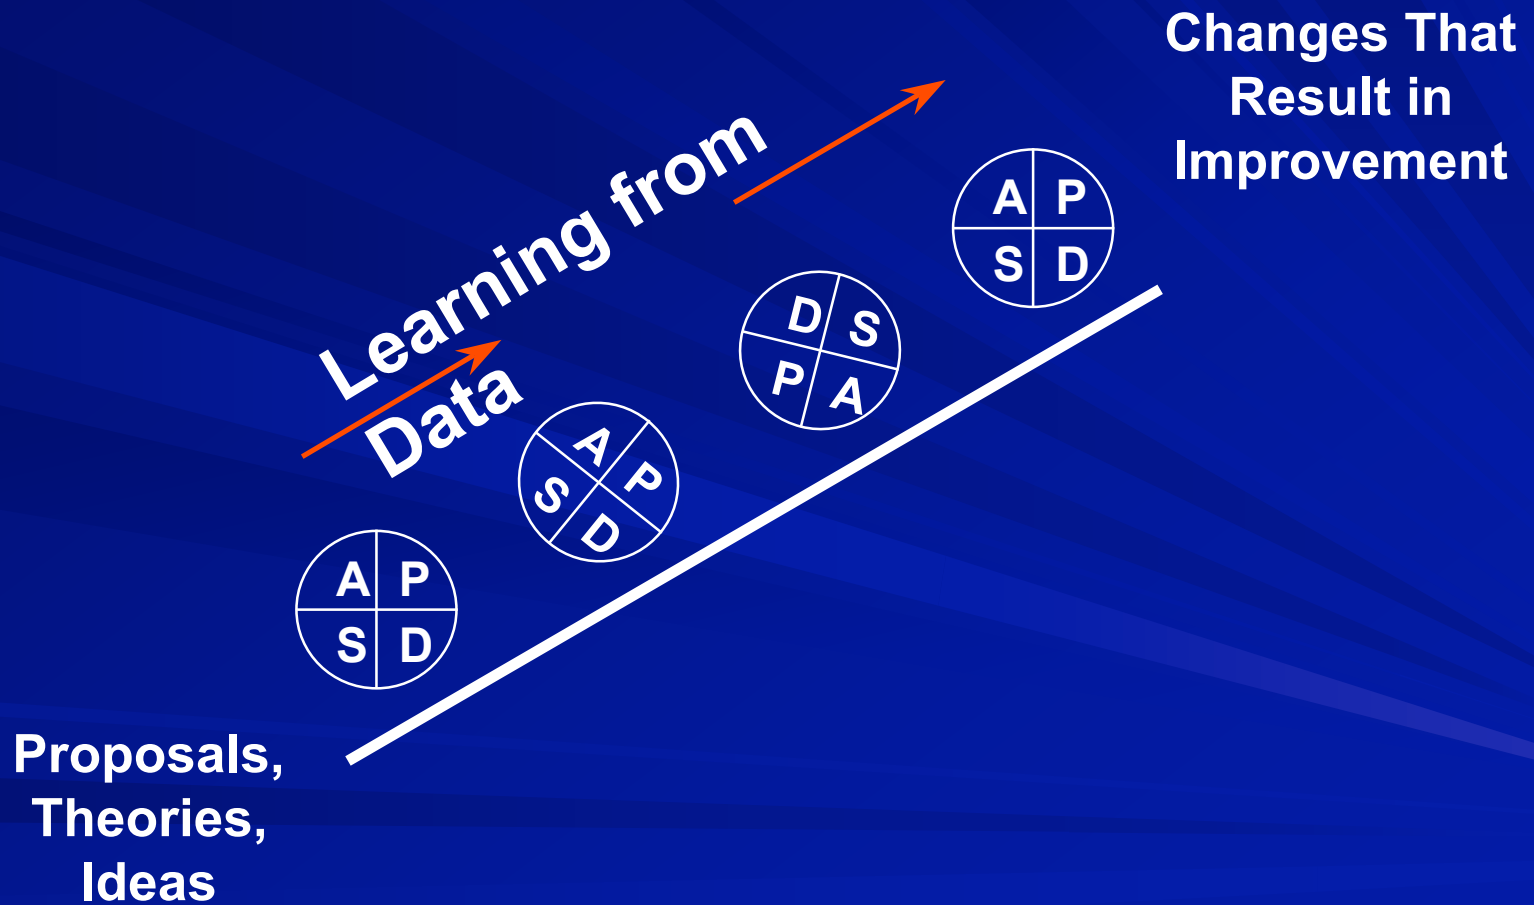 Changes That
Result in
Improvement
Learning from
Data
A P
S D
D S
P A
A P
S D
A P
S D
Proposals,
Theories,
Ideas